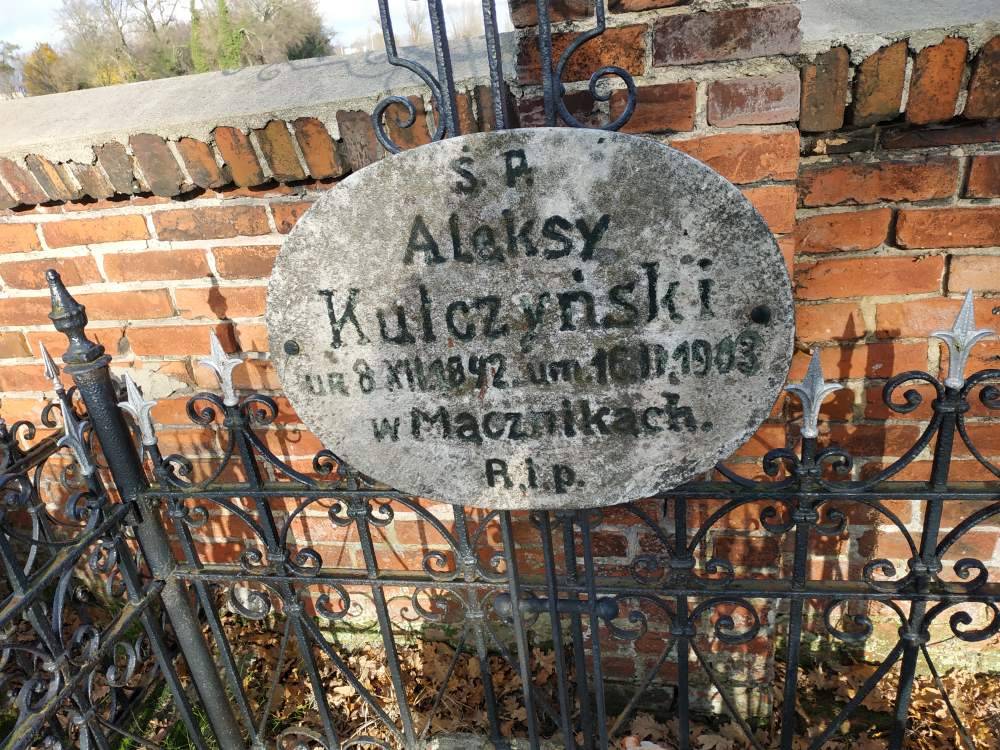 Ś. P.
Aleksy
Kulczyński
ur. 8 XII.1842. um. 16.II.1903
w Mącznikach.
R.i.p.